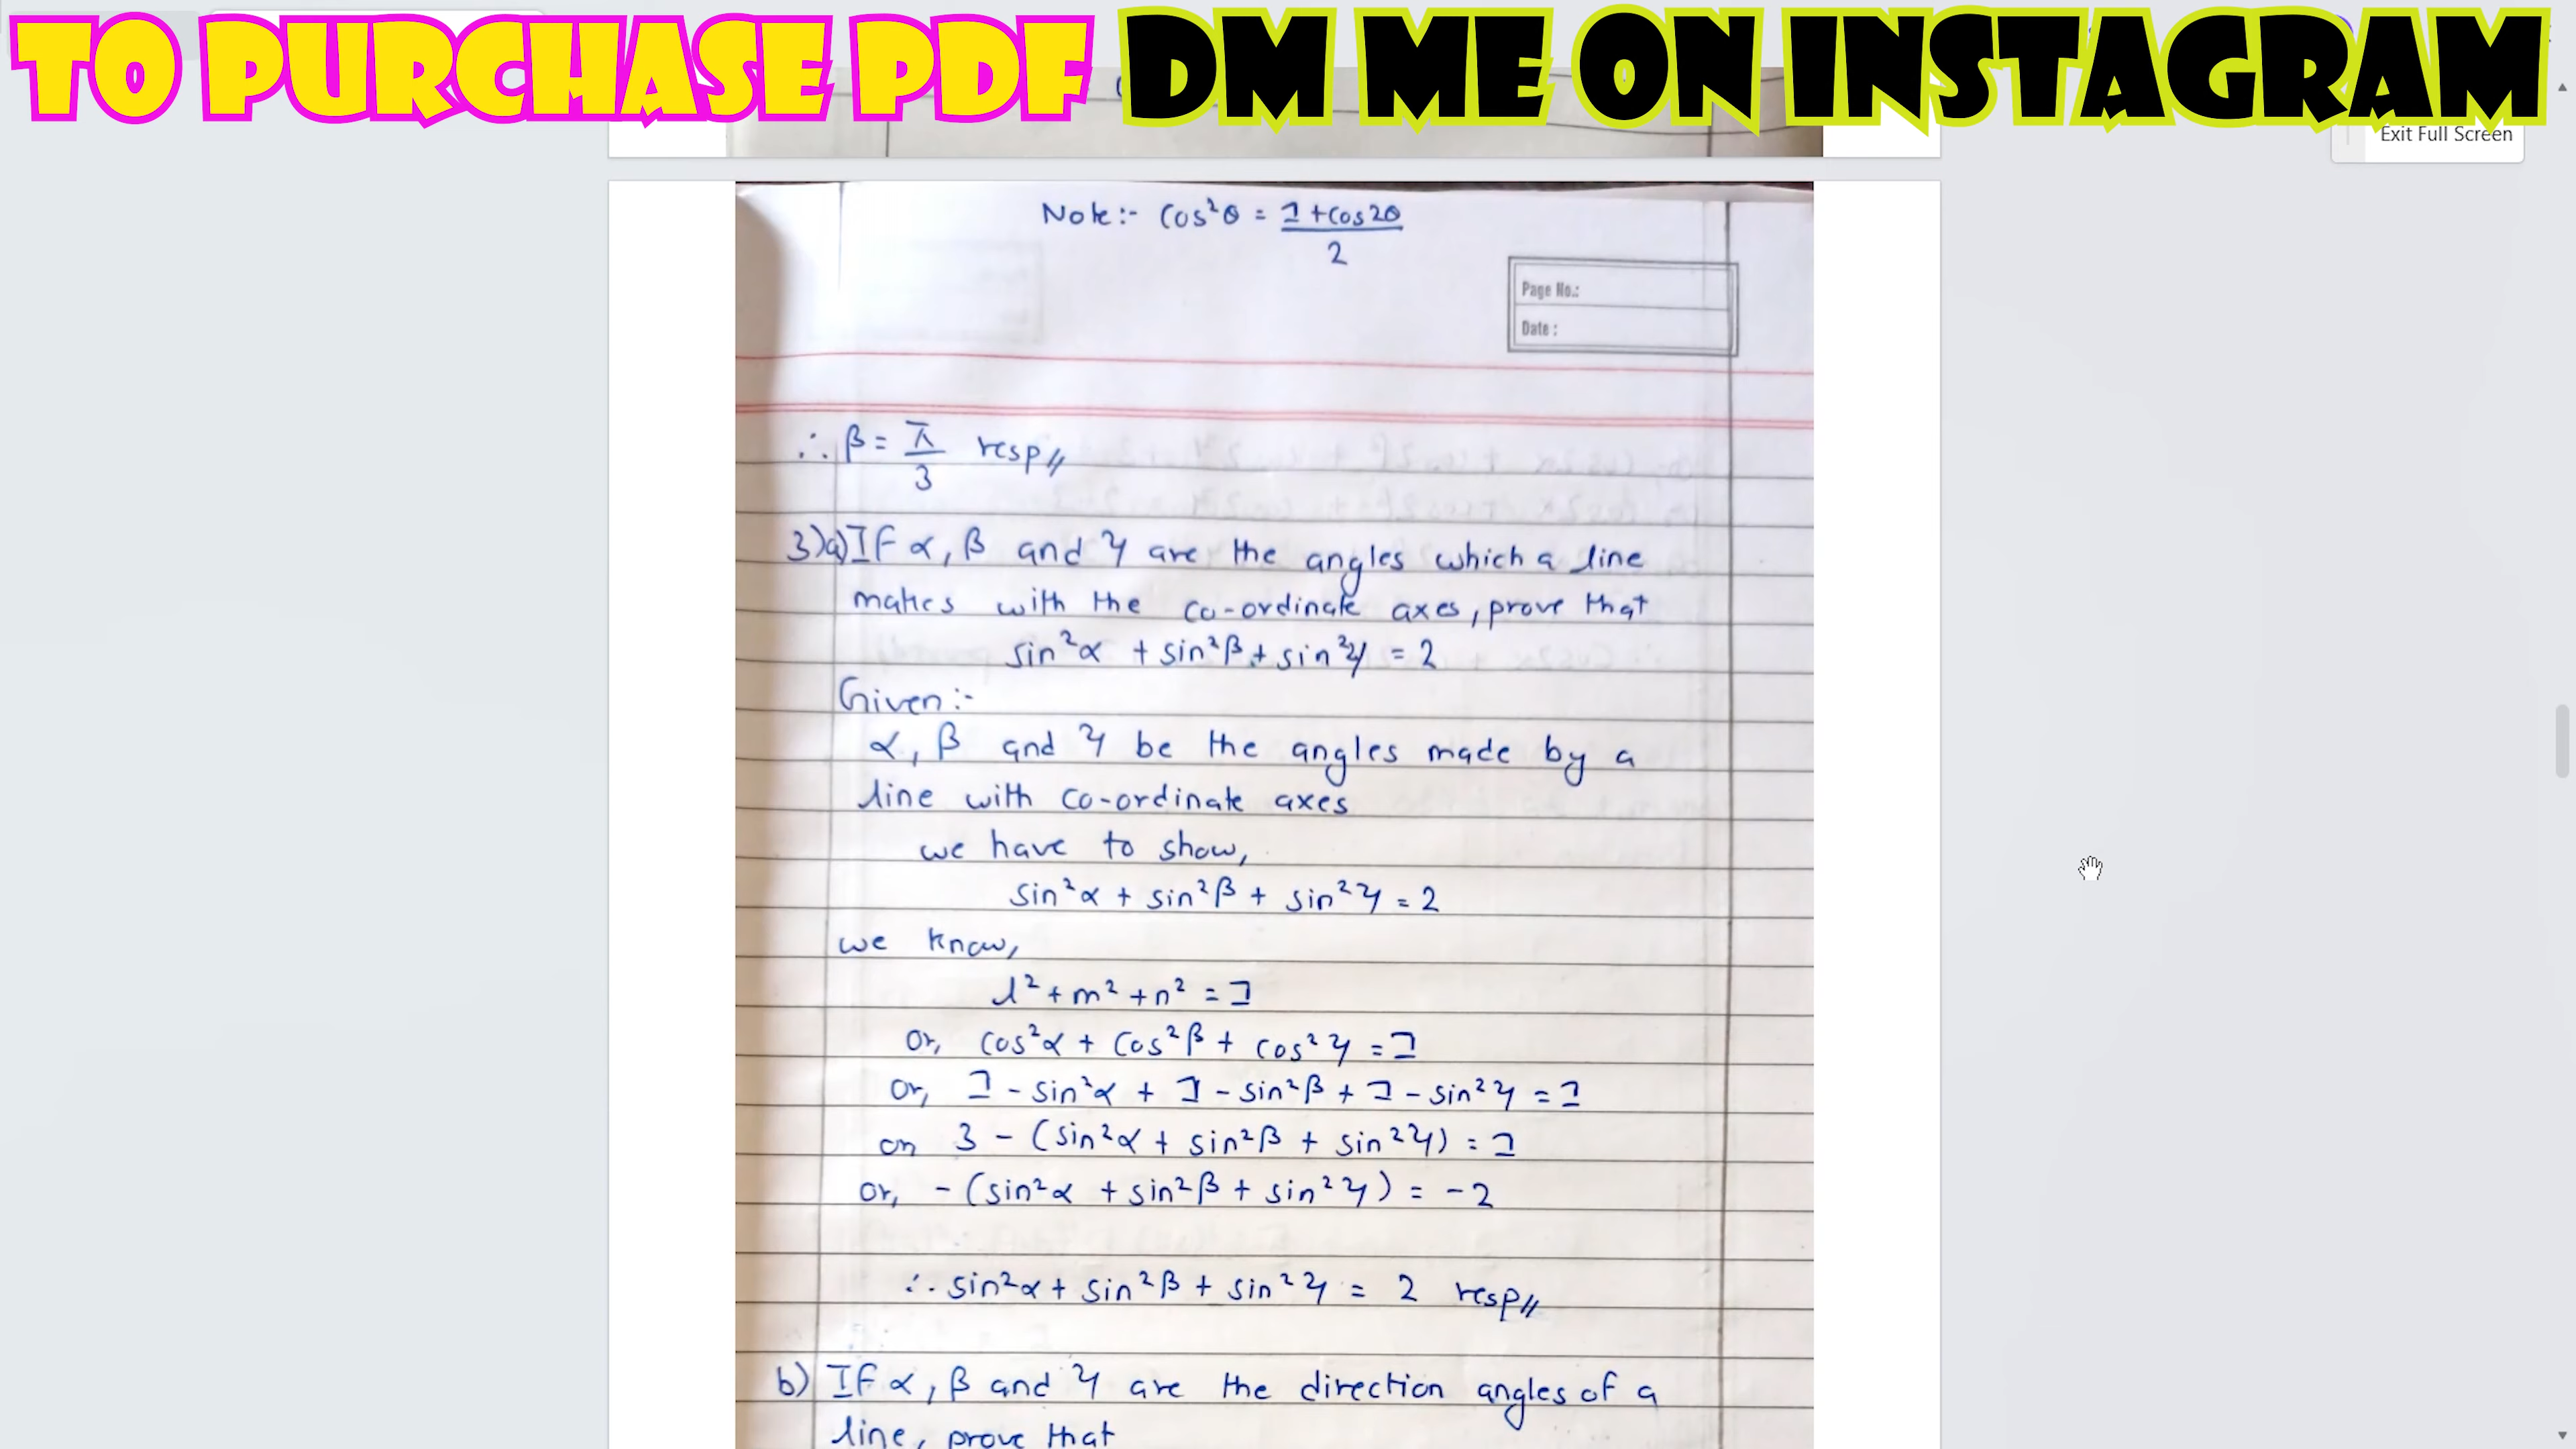 TO PURCHASE PDF DM ME ON INSTAGRAM
Exit Full Screen
Note:- Cos²θ = 1+cos2θ / 2
Page No.:
Date :
∴ β = π/3 resp//
3)a) If α, β and γ are the angles which a line
makes with the co-ordinate axes, prove that
sin²α + sin²β + sin²γ = 2
Given:-
α, β and γ be the angles made by a
line with co-ordinate axes
we have to show,
sin²α + sin²β + sin²γ = 2
we know,
l² + m² + n² = 1
or, cos²α + cos²β + cos²γ = 1
or, 1 - sin²α + 1 - sin²β + 1 - sin²γ = 1
or, 3 - (sin²α + sin²β + sin²γ) = 1
or, - (sin²α + sin²β + sin²γ) = -2
∴ sin²α + sin²β + sin²γ = 2 resp//
b) If α, β and γ are the direction angles of a
line, prove that